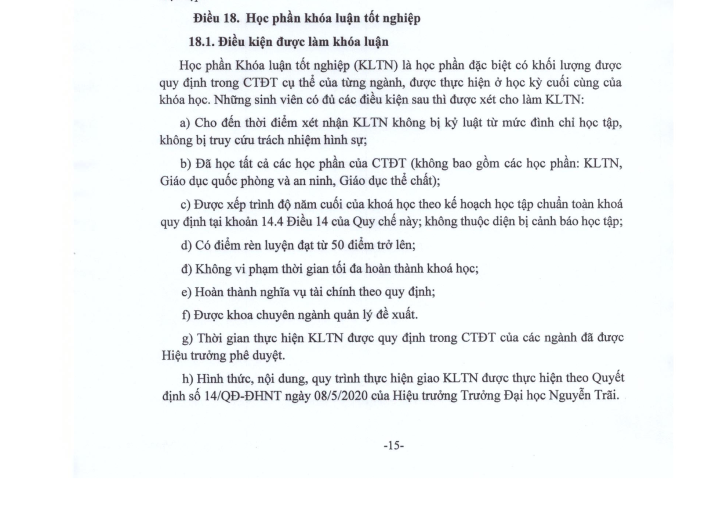 Điều 18. Học phần khóa luận tốt nghiệp
18.1. Điều kiện được làm khóa luận
Học phần Khóa luận tốt nghiệp (KLTN) là học phần đặc biệt có khối lượng được
quy định trong CTĐT cụ thể của từng ngành, được thực hiện ở học kỳ cuối cùng của
khóa học. Những sinh viên có đủ các điều kiện sau thì được xét cho làm KLTN:
a) Cho đến thời điểm xét nhận KLTN không bị kỷ luật từ mức đình chỉ học tập,
không bị truy cứu trách nhiệm hình sự;
b) Đã học tất cả các học phần của CTĐT (không bao gồm các học phần: KLTN,
Giáo dục quốc phòng và an ninh, Giáo dục thể chất);
c) Được xếp trình độ năm cuối của khoá học theo kế hoạch học tập chuẩn toàn khoá
quy định tại khoản 14.4 Điều 14 của Quy chế này; không thuộc diện bị cảnh báo học tập;
d) Có điểm rèn luyện đạt từ 50 điểm trở lên;
đ) Không vi phạm thời gian tối đa hoàn thành khoá học;
e) Hoàn thành nghĩa vụ tài chính theo quy định;
f) Được khoa chuyên ngành quản lý đề xuất.
g) Thời gian thực hiện KLTN được quy định trong CTĐT của các ngành đã được
Hiệu trưởng phê duyệt.
h) Hình thức, nội dung, quy trình thực hiện giao KLTN được thực hiện theo Quyết
định số 14/QĐ-ĐHNT ngày 08/5/2020 của Hiệu trưởng Trường Đại học Nguyễn Trãi.
-15-